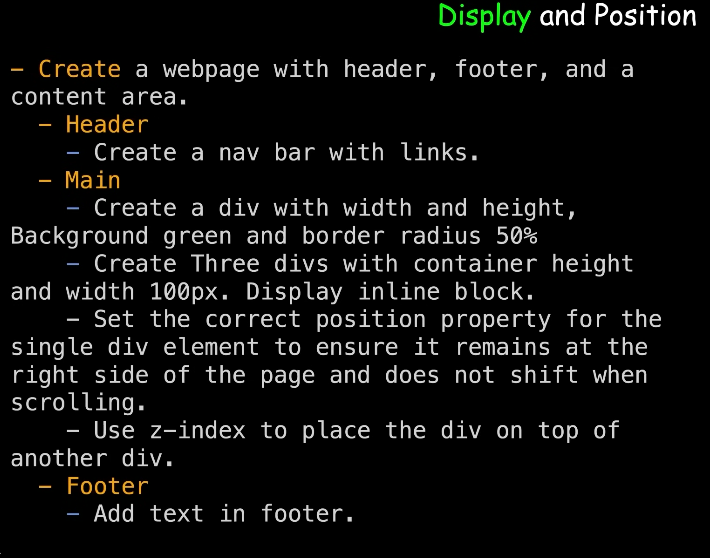 Display and Position
- Create a webpage with header, footer, and a
content area.
- Header
- Create a nav bar with links.
- Main
- Create a div with width and height,
Background green and border radius 50%
- Create Three divs with container height
and width 100px. Display inline block.
- Set the correct position property for the
single div element to ensure it remains at the
right side of the page and does not shift when
scrolling.
- Use z-index to place the div on top of
another div.
- Footer
- Add text in footer.